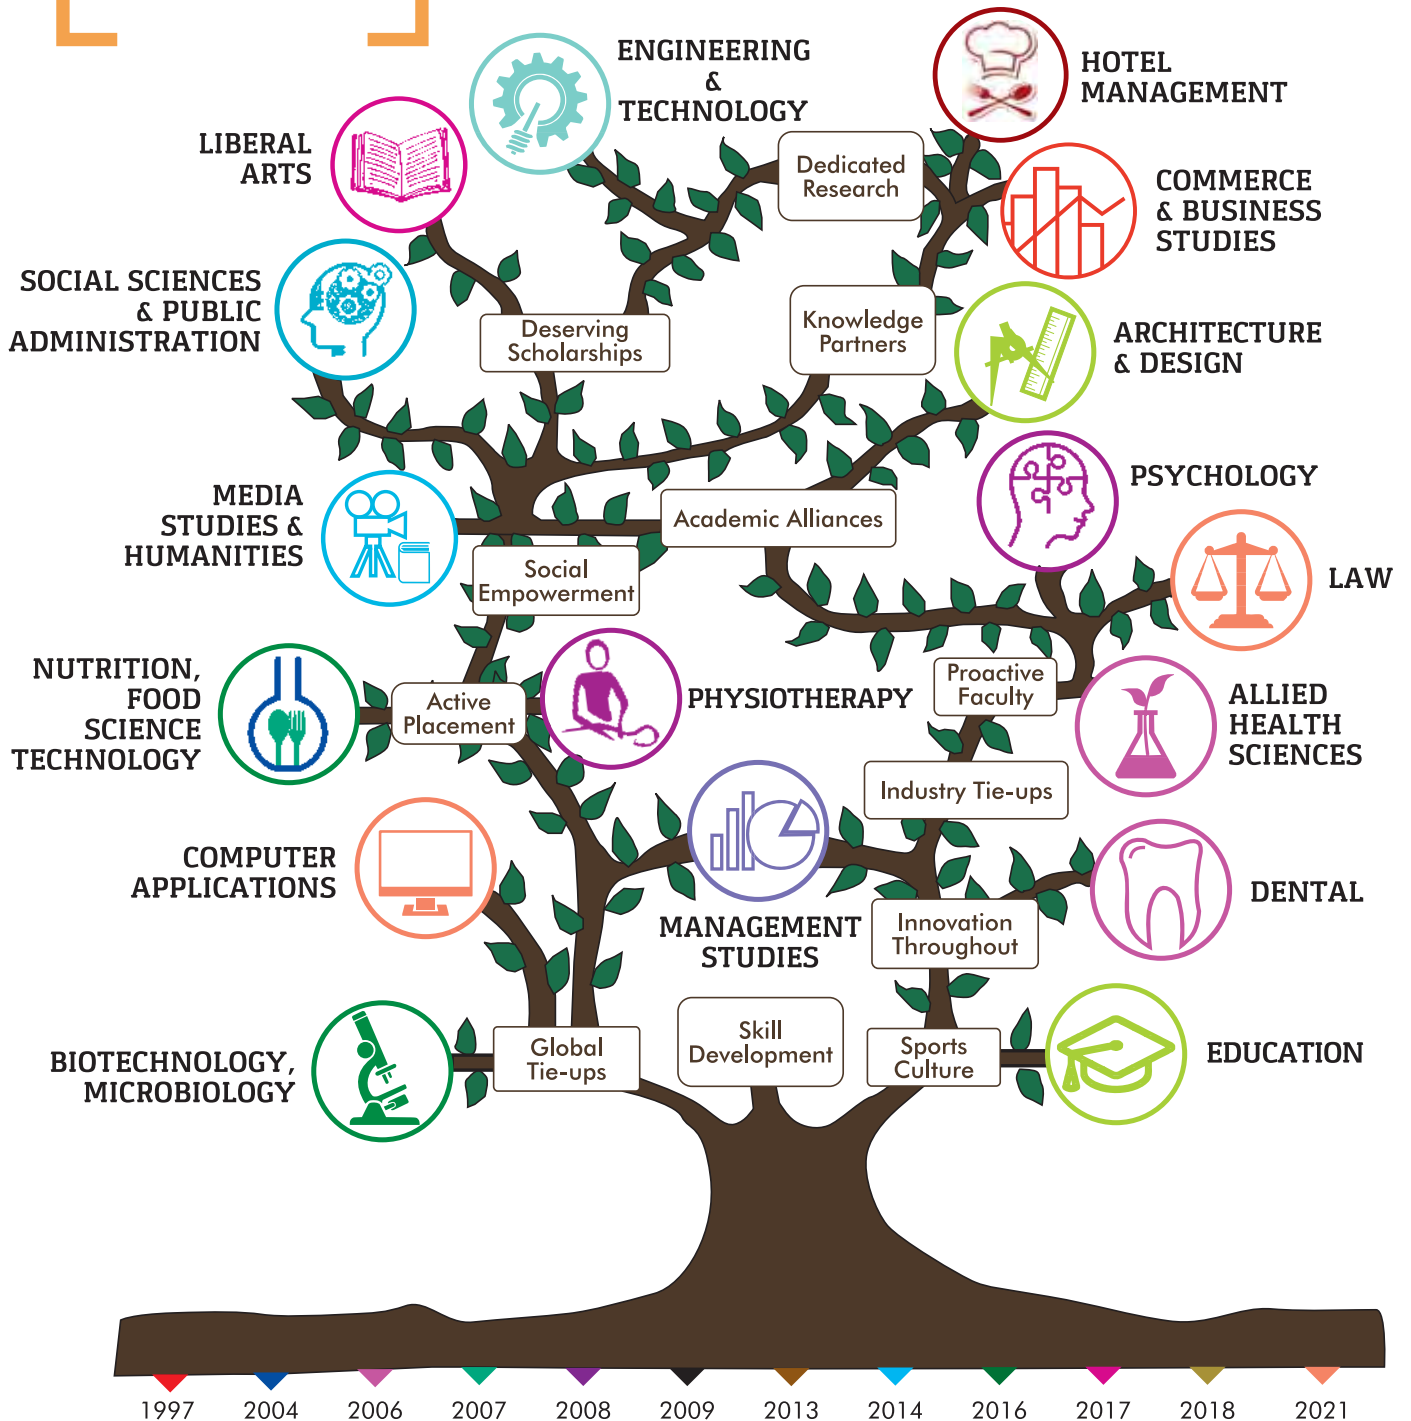 ENGINEERING
&
TECHNOLOGY
HOTEL
MANAGEMENT
LIBERAL
ARTS
Dedicated
Research
COMMERCE
& BUSINESS
STUDIES
SOCIAL SCIENCES
& PUBLIC
ADMINISTRATION
Deserving
Scholarships
Knowledge
Partners
ARCHITECTURE
& DESIGN
MEDIA
STUDIES &
HUMANITIES
Academic Alliances
PSYCHOLOGY
Social
Empowerment
LAW
NUTRITION,
FOOD
SCIENCE
TECHNOLOGY
Active
Placement
PHYSIOTHERAPY
Proactive
Faculty
ALLIED
HEALTH
SCIENCES
Industry Tie-ups
COMPUTER
APPLICATIONS
MANAGEMENT
STUDIES
Innovation
Throughout
DENTAL
BIOTECHNOLOGY,
MICROBIOLOGY
Global
Tie-ups
Skill
Development
Sports
Culture
EDUCATION
1997 2004 2006 2007 2008 2009 2013 2014 2016 2017 2018 2021